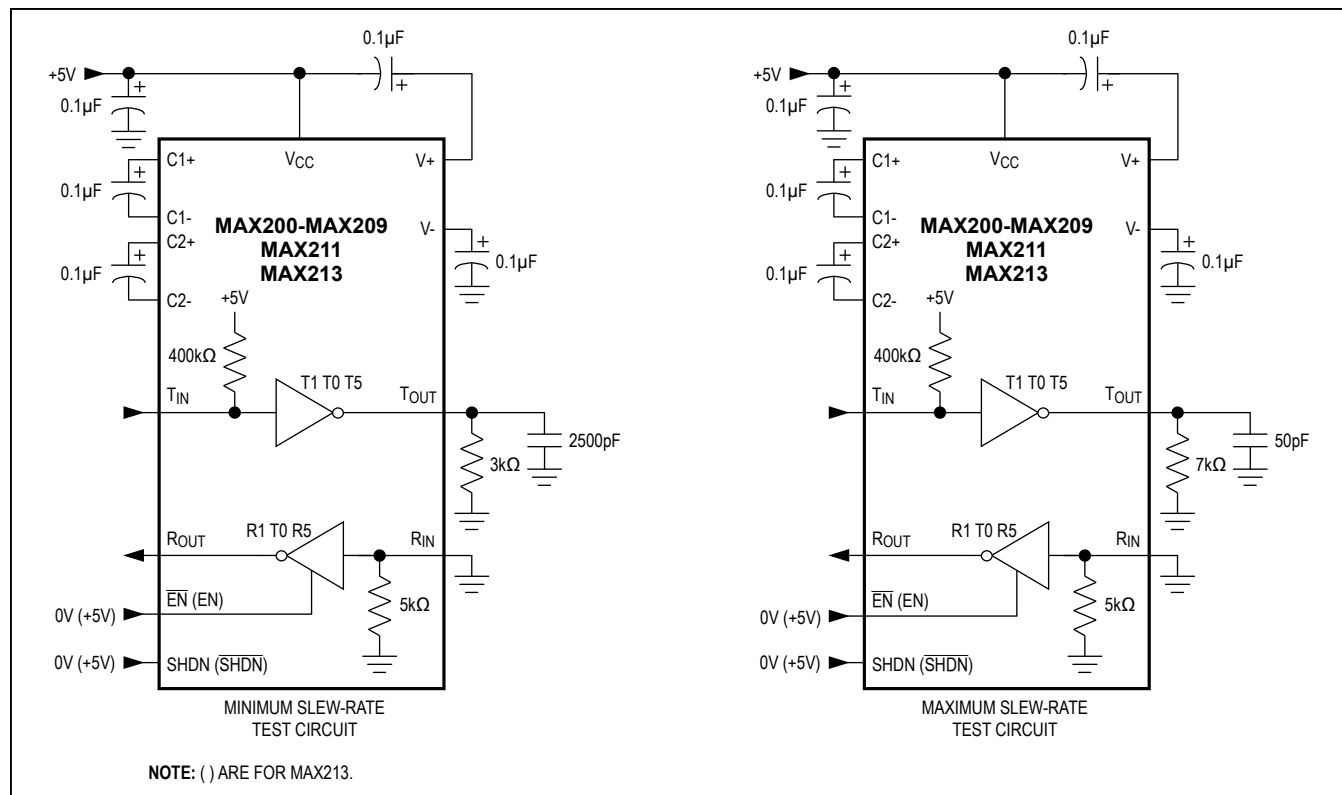 0.1µF
+5V
+
+
0.1µF
C1+
VCC
V+
+
0.1µF
C1-
MAX200-MAX209
V-
C2+
MAX211
+
+
0.1µF
MAX213
0.1µF
C2-
+5V
400kΩ
T1 T0 T5
TIN
TOUT
2500pF
3kΩ
R1 T0 R5
ROUT
RIN
EN (EN)
0V (+5V)
5kΩ
0V (+5V)
SHDN (SHDN)
MINIMUM SLEW-RATE
TEST CIRCUIT
0.1µF
+5V
+
+
0.1µF
C1+
VCC
V+
+
0.1µF
C1-
MAX200-MAX209
V-
C2+
MAX211
+
+
0.1µF
MAX213
0.1µF
C2-
+5V
400kΩ
T1 T0 T5
TIN
TOUT
50pF
7kΩ
R1 T0 R5
ROUT
RIN
EN (EN)
0V (+5V)
5kΩ
0V (+5V)
SHDN (SHDN)
MAXIMUM SLEW-RATE
TEST CIRCUIT
NOTE: ( ) ARE FOR MAX213.